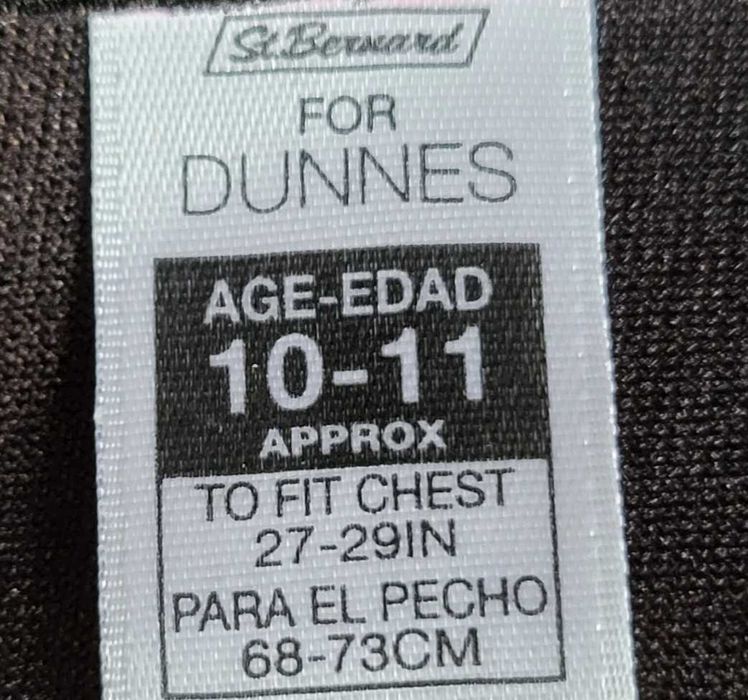 St.Bernard
FOR
DUNNES
AGE-EDAD
10-11
APPROX
TO FIT CHEST
27-29IN
PARA EL PECHO
68-73CM